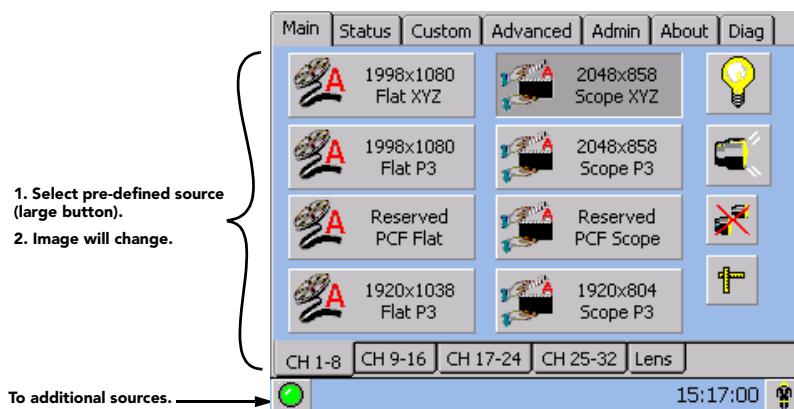 Main Status Custom Advanced Admin About Diag
A 1998x1080
Flat XYZ
A 2048x858
Scope XYZ
A 1998x1080
Flat P3
A 2048x858
Scope P3
1. Select pre-defined source
(large button).
2. Image will change.
A Reserved
PCF Flat
A Reserved
PCF Scope
A 1920x1038
Flat P3
A 1920x804
Scope P3
CH 1-8 CH 9-16 CH 17-24 CH 25-32 Lens
To additional sources.
15:17:00